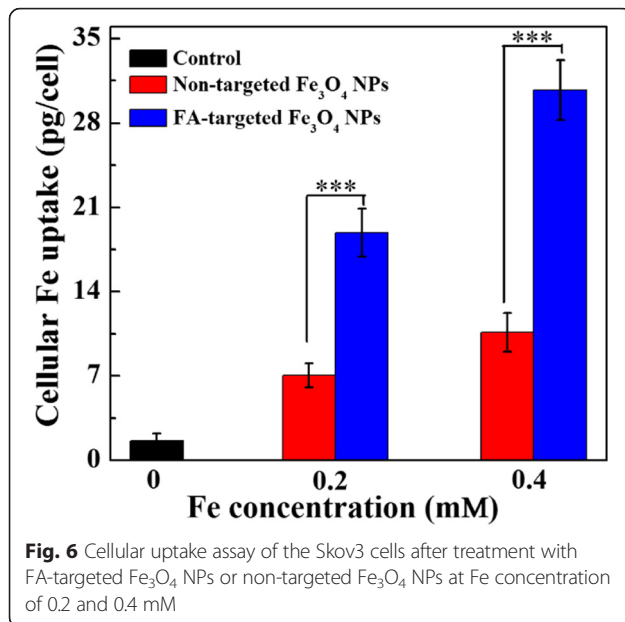 35
28
21
14
7
0
Cellular Fe uptake (pg/cell)
Control
Non-targeted Fe₃O₄ NPs
FA-targeted Fe₃O₄ NPs
***
***
0 0.2 0.4
Fe concentration (mM)
Fig. 6 Cellular uptake assay of the Skov3 cells after treatment with
FA-targeted Fe₃O₄ NPs or non-targeted Fe₃O₄ NPs at Fe concentration
of 0.2 and 0.4 mM